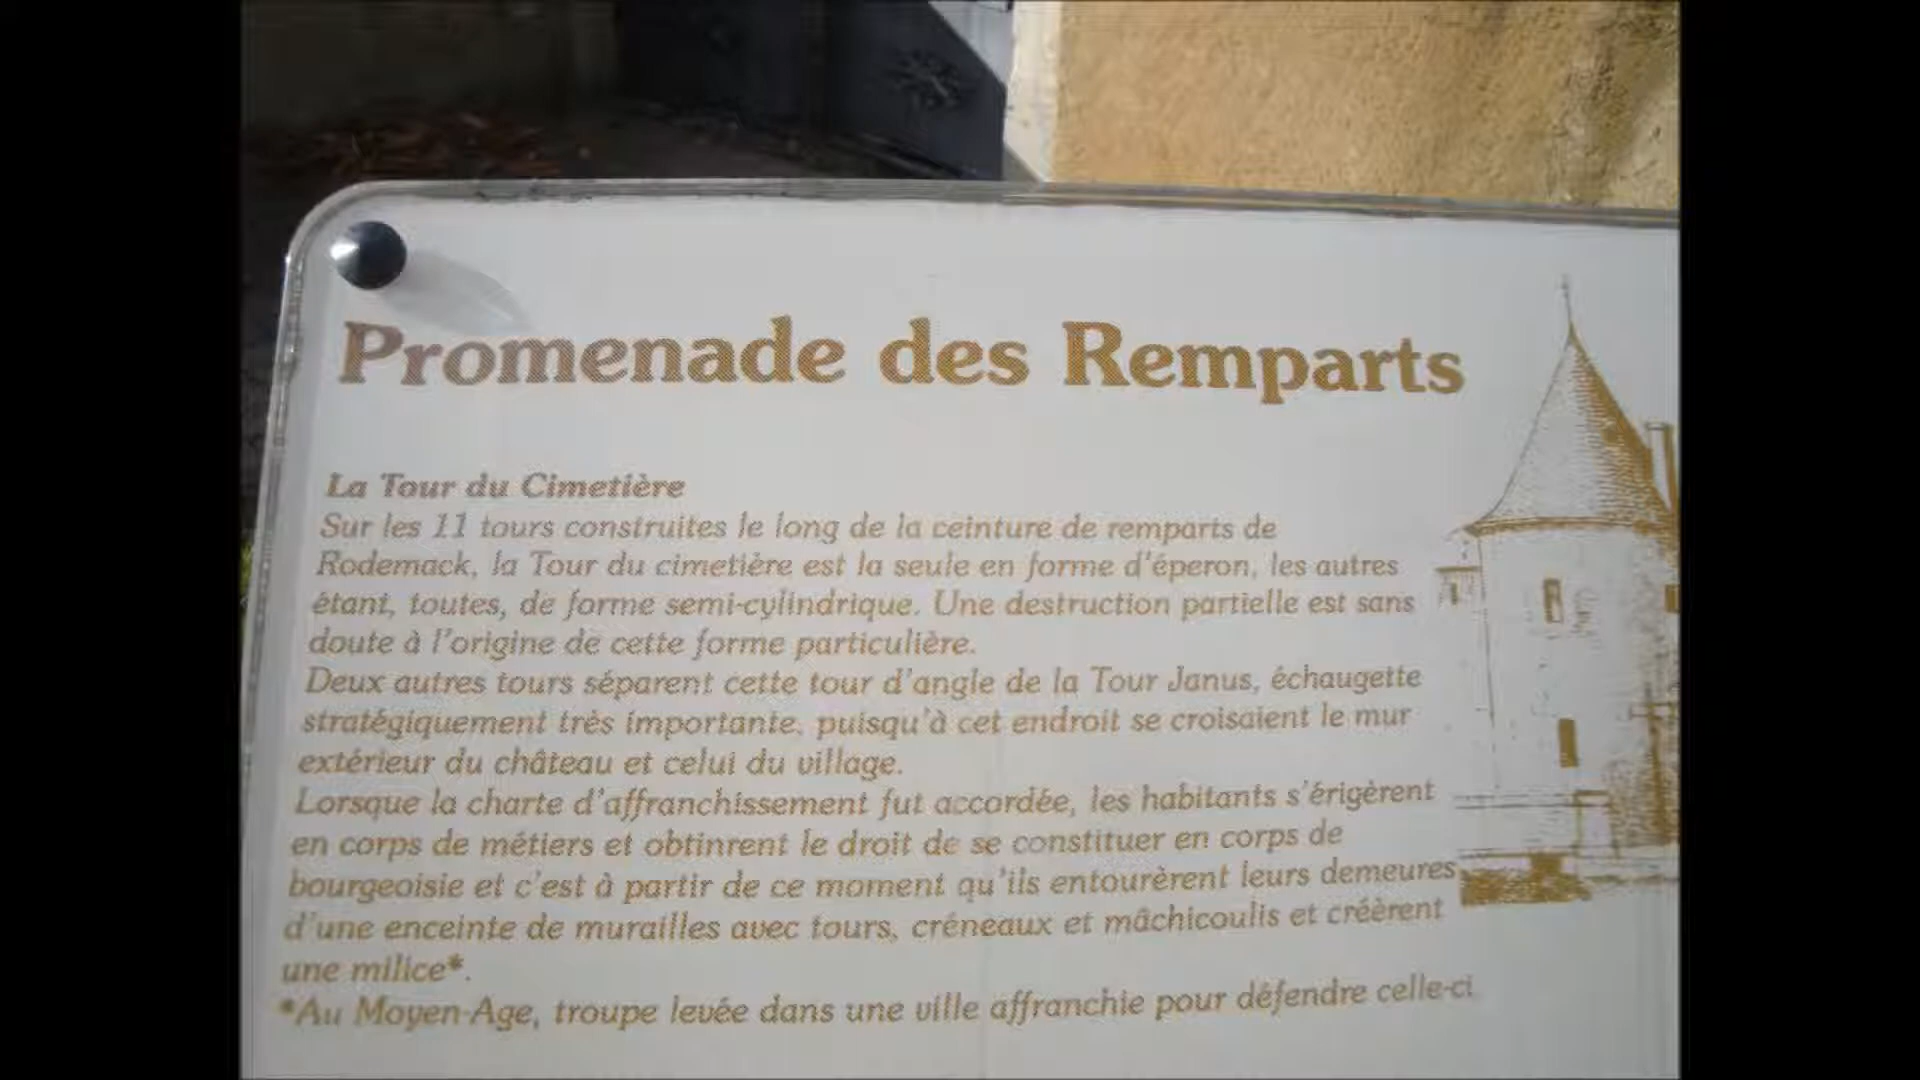 Promenade des Remparts
La Tour du Cimetière
Sur les 11 tours construites le long de la ceinture de remparts de
Rodemack, la Tour du cimetière est la seule en forme d'éperon, les autres
étant, toutes, de forme semi-cylindrique. Une destruction partielle est sans
doute à l'origine de cette forme particulière.
Deux autres tours séparent cette tour d'angle de la Tour Janus, échaugette
stratégiquement très importante, puisqu'à cet endroit se croisaient le mur
extérieur du château et celui du village.
Lorsque la charte d'affranchissement fut accordée, les habitants s'érigèrent
en corps de métiers et obtinrent le droit de se constituer en corps de
bourgeoisie et c'est à partir de ce moment qu'ils entourèrent leurs demeures
d'une enceinte de murailles avec tours, créneaux et mâchicoulis et créèrent
une milice*.
*Au Moyen-Age, troupe levée dans une ville affranchie pour défendre celle-ci